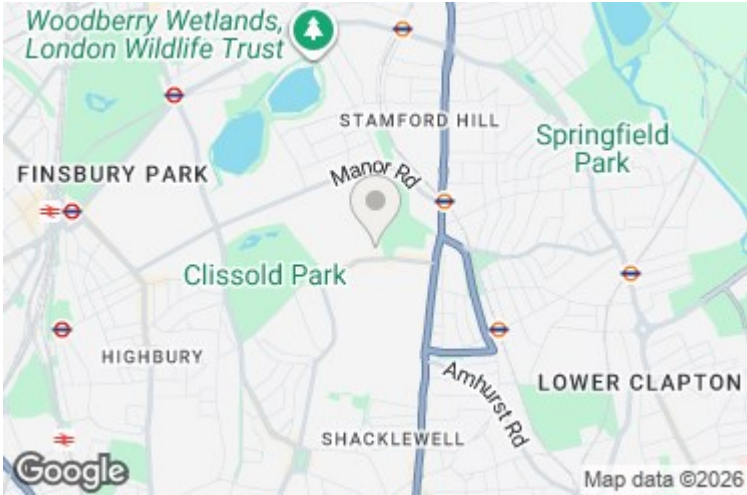 Woodberry Wetlands,
London Wildlife Trust
STAMFORD HILL
Springfield
Park
FINSBURY PARK
Manor Rd
Clissold Park
HIGHBURY
Amhurst Rd
LOWER CLAPTON
SHACKLEWELL
Google
Map data ©2026